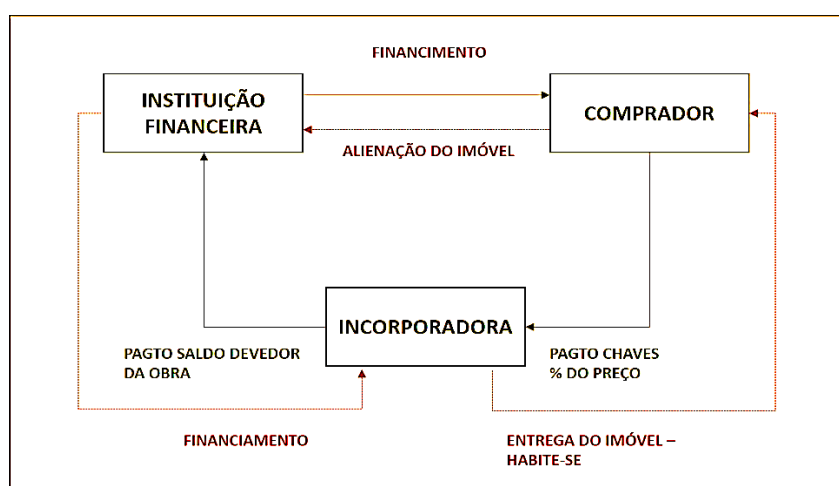 FINANCIMENTO
INSTITUIÇÃO
FINANCEIRA
COMPRADOR
ALIENAÇÃO DO IMÓVEL
INCORPORADORA
PAGTO SALDO DEVEDOR
DA OBRA
PAGTO CHAVES
% DO PREÇO
FINANCIAMENTO
ENTREGA DO IMÓVEL –
HABITE-SE